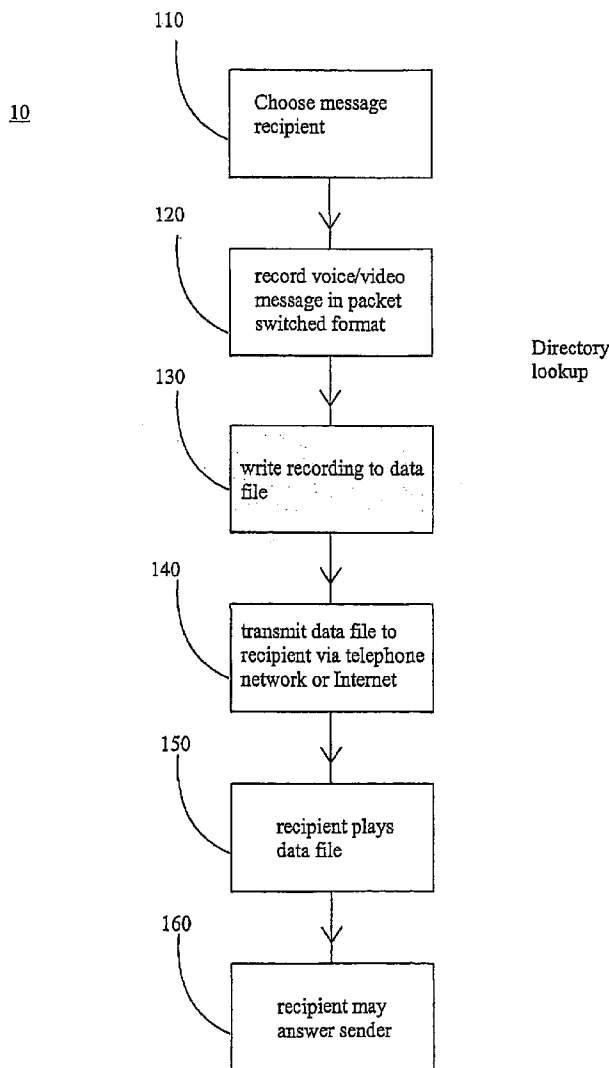 110
10
Choose message
recipient
120
record voice/video
message in packet
switched format
Directory
lookup
130
write recording to data
file
140
transmit data file to
recipient via telephone
network or Internet
150
recipient plays
data file
160
recipient may
answer sender